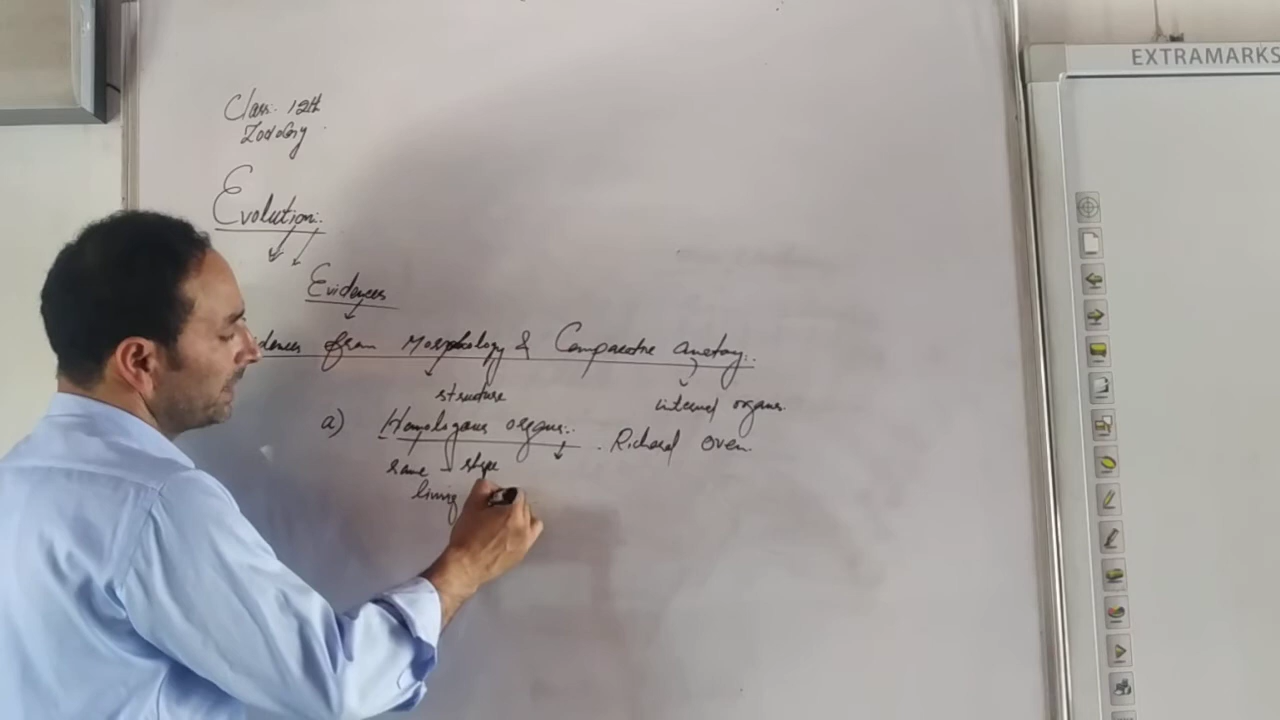 EXTRAMARKS
Class: 12th
Zoology
Evolution:.
Evidences
dences from Morphology & Comparative anatomy:.
structure
internal organs.
a) Homologous organs:. . Richard Owen.
same
living